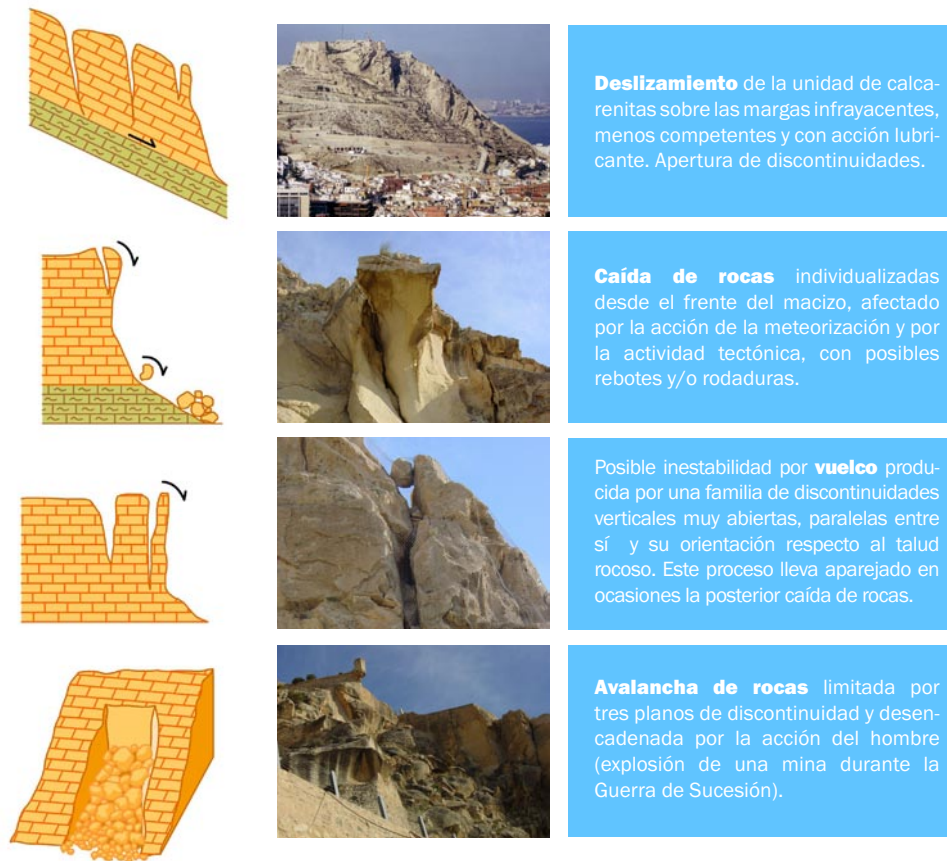 Deslizamiento de la unidad de calca-
renitas sobre las margas infrayacentes,
menos competentes y con acción lubri-
cante. Apertura de discontinuidades.
Caída de rocas individualizadas
desde el frente del macizo, afectado
por la acción de la meteorización y por
la actividad tectónica, con posibles
rebotes y/o rodaduras.
Posible inestabilidad por vuelco produ-
cida por una familia de discontinuidades
verticales muy abiertas, paralelas entre
sí y su orientación respecto al talud
rocoso. Este proceso lleva aparejado en
ocasiones la posterior caída de rocas.
Avalancha de rocas limitada por
tres planos de discontinuidad y desen-
cadenada por la acción del hombre
(explosión de una mina durante la
Guerra de Sucesión).